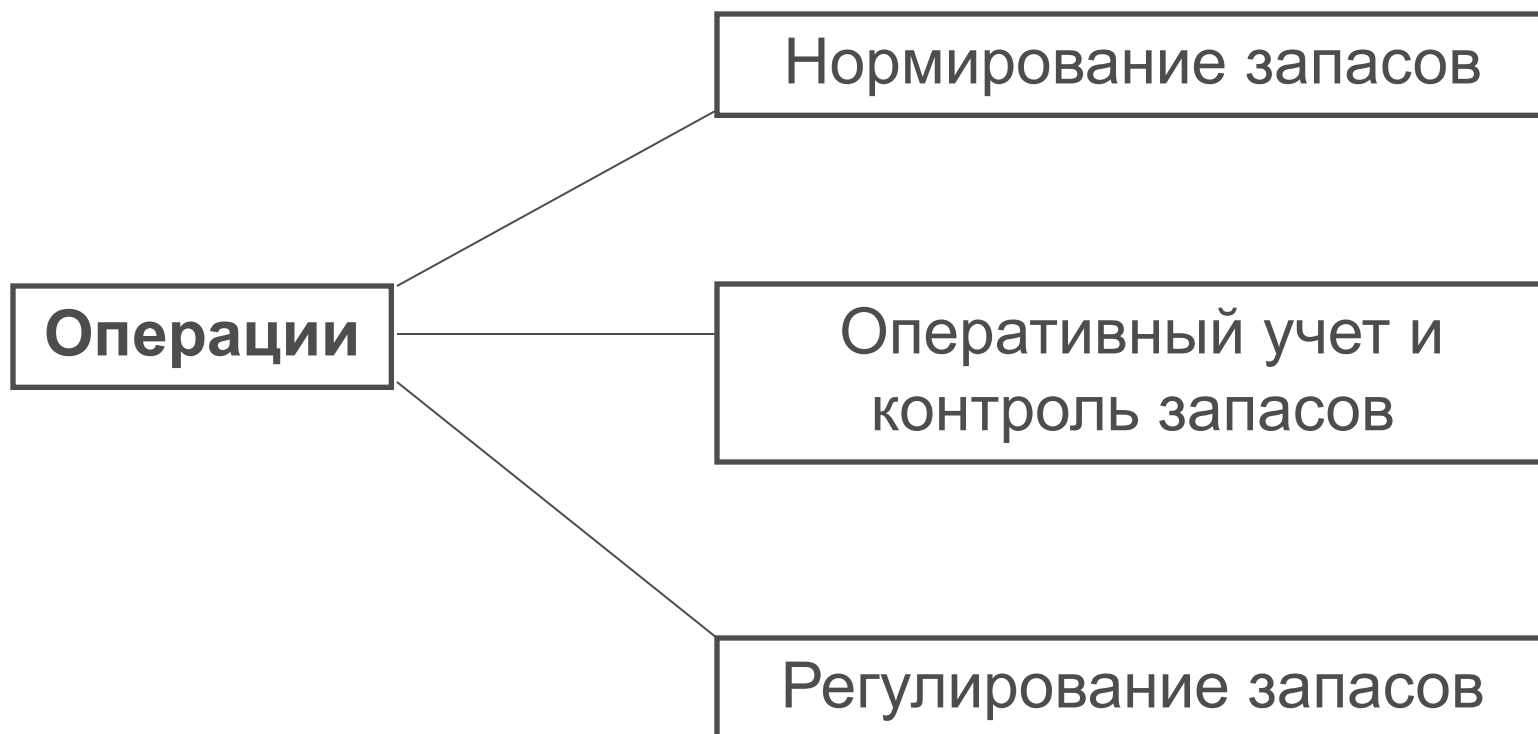 Нормирование запасов
Операции
Оперативный учет и
контроль запасов
Регулирование запасов